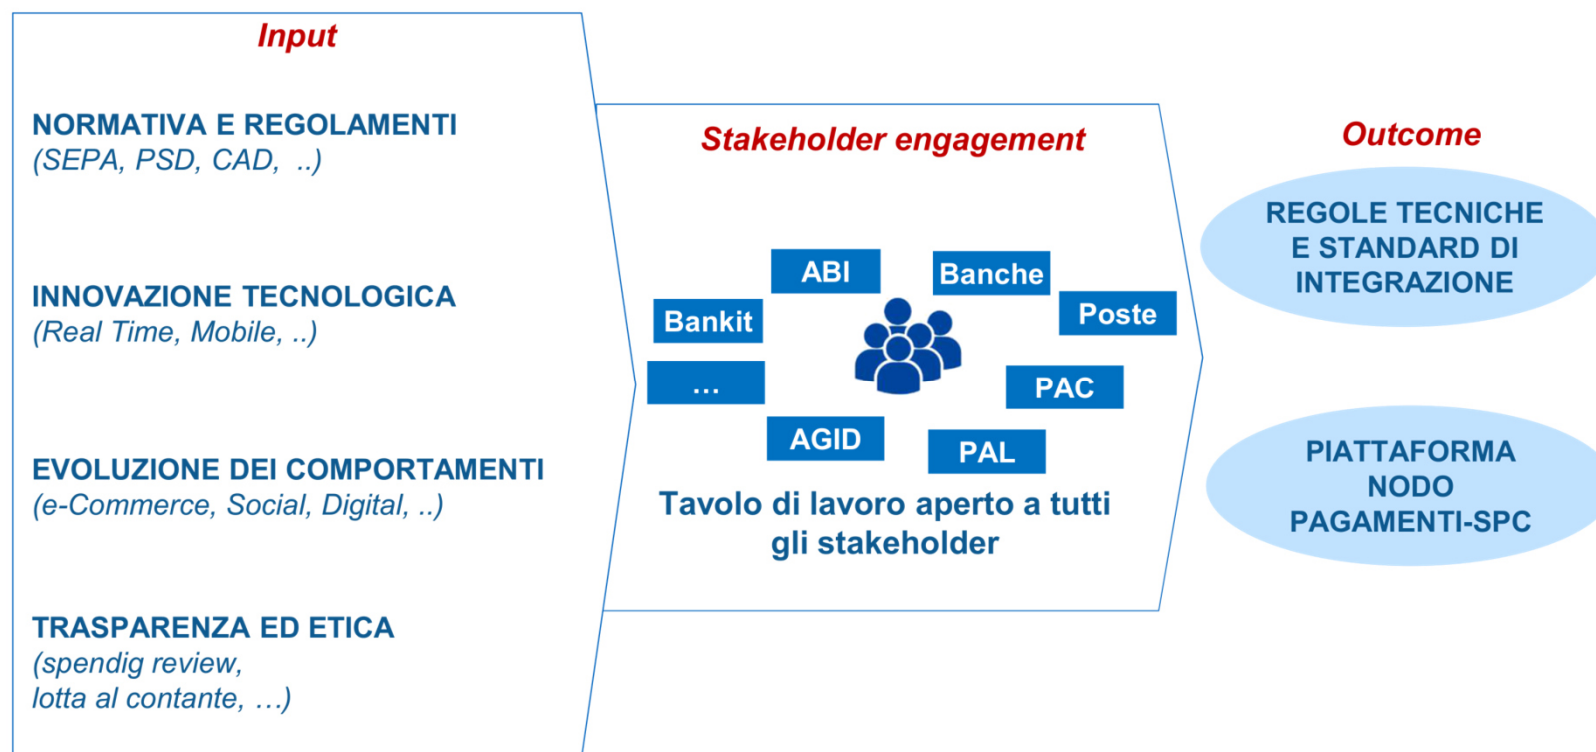 Input
NORMATIVA E REGOLAMENTI
(SEPA, PSD, CAD,  ..)
INNOVAZIONE TECNOLOGICA
(Real Time, Mobile, ..)
EVOLUZIONE DEI COMPORTAMENTI
(e-Commerce, Social, Digital, ..)
TRASPARENZA ED ETICA
(spendig review,
lotta al contante, …)
Stakeholder engagement
ABI
Banche
Bankit
Poste
…
PAC
AGID
PAL
Tavolo di lavoro aperto a tutti
gli stakeholder
Outcome
REGOLE TECNICHE
E STANDARD DI
INTEGRAZIONE
PIATTAFORMA
NODO
PAGAMENTI-SPC